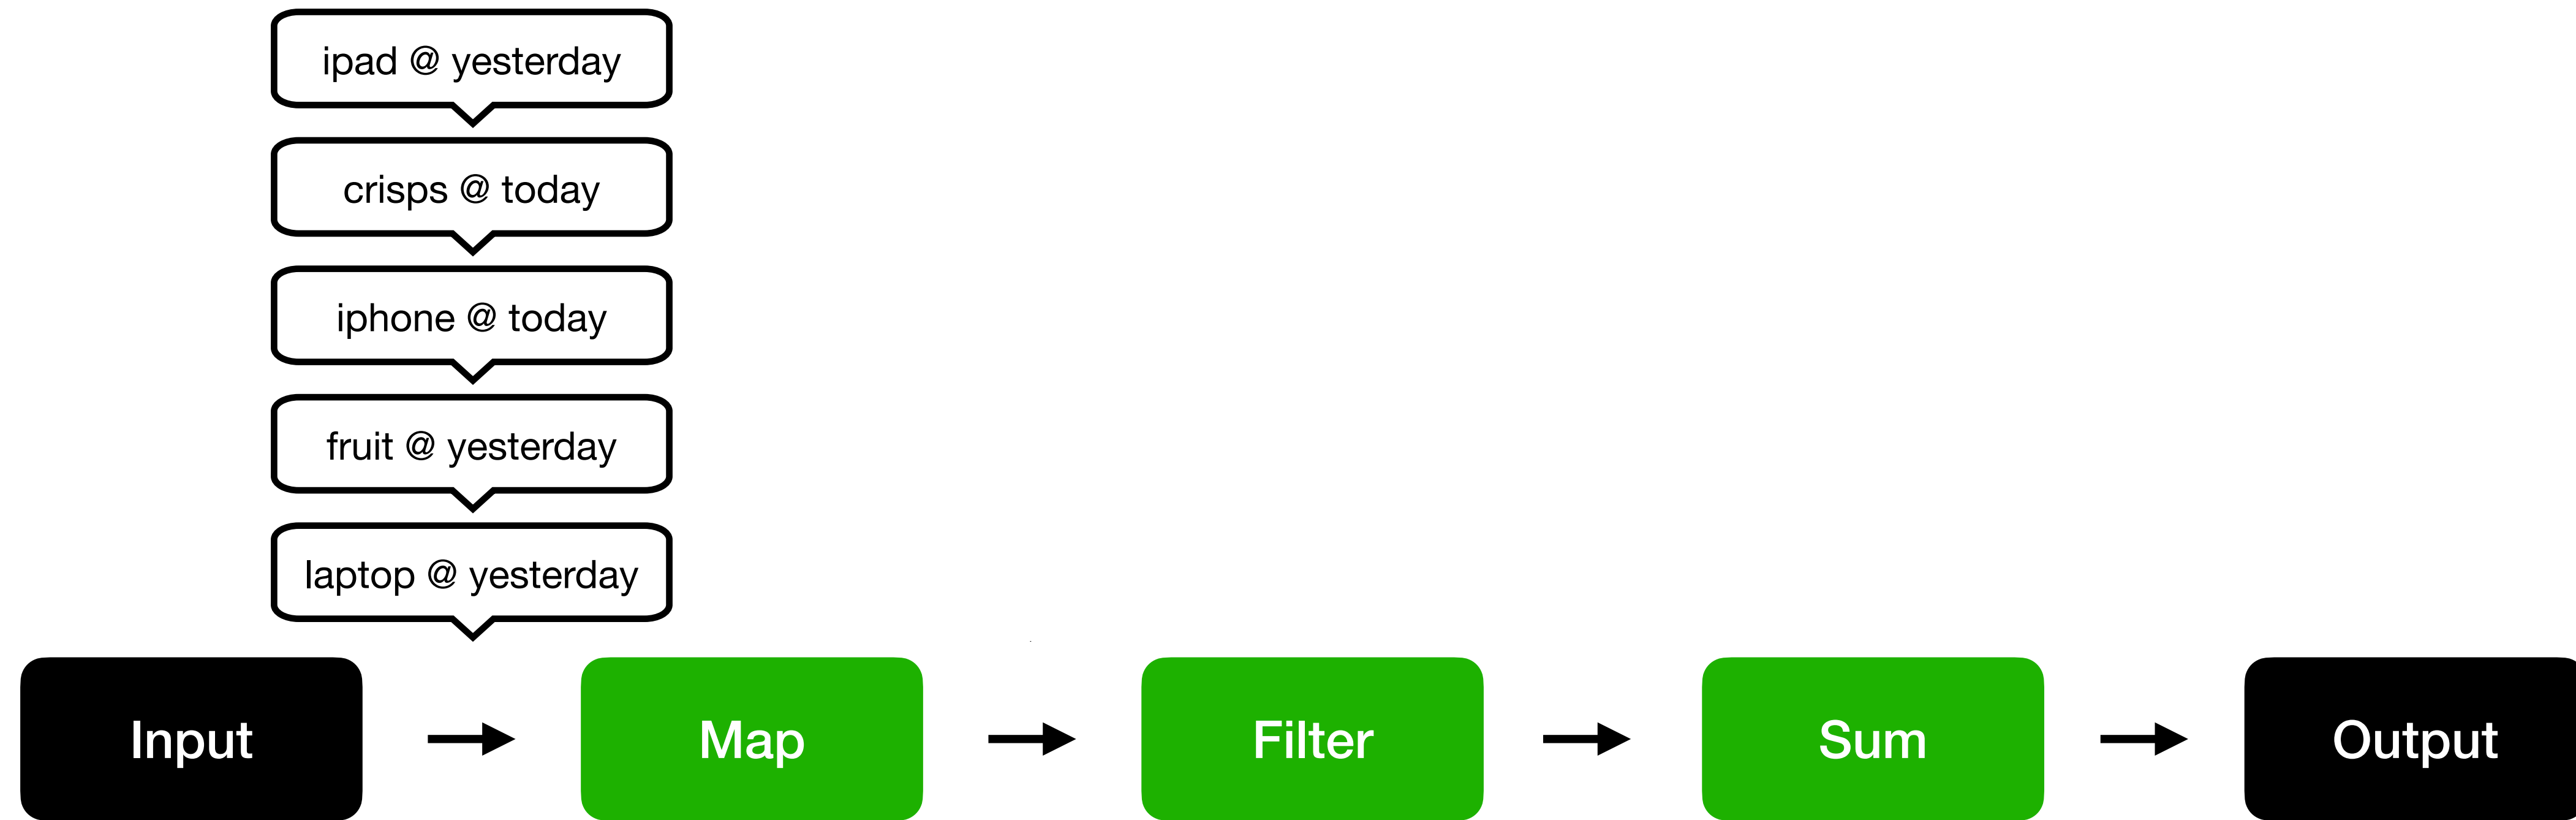 ipad @ yesterday
crisps @ today
iphone @ today
fruit @ yesterday
laptop @ yesterday
Input
Map
Filter
Sum
Output